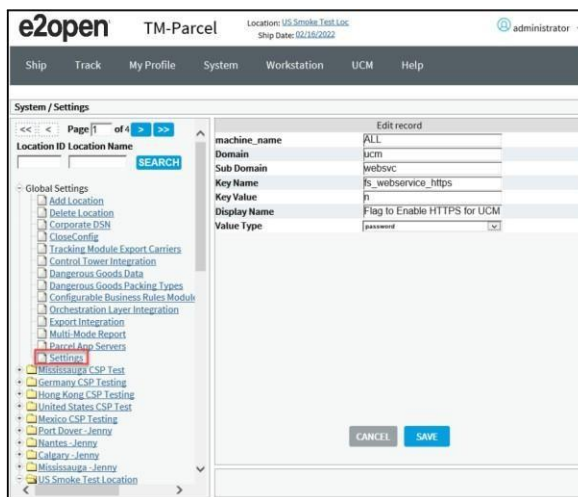 e2open TM-Parcel Location: US Smoke Test Loc administrator
Ship Date: 02/16/2022
Ship Track My Profile System Workstation UCM Help
System / Settings
<< < Page 1 of 4 > >>
Location ID Location Name
SEARCH
Global Settings
Add Location
Delete Location
Corporate DSN
CloseConfig
Tracking Module Export Carriers
Control Tower Integration
Dangerous Goods Data
Dangerous Goods Packing Types
Configurable Business Rules Module
Orchestration Layer Integration
Export Integration
Multi-Mode Report
Parcel App Servers
Settings
Mississauga CSP Test
Germany CSP Testing
Hong Kong CSP Testing
United States CSP Test
Mexico CSP Testing
Port Dover -Jenny
Nantes -Jenny
Calgary -Jenny
Mississauga -Jenny
US Smoke Test Location
Edit record
machine_name ALL
Domain ucm
Sub Domain websvc
Key Name fs_webservice_https
Key Value n
Display Name Flag to Enable HTTPS for UCM
Value Type password
CANCEL SAVE